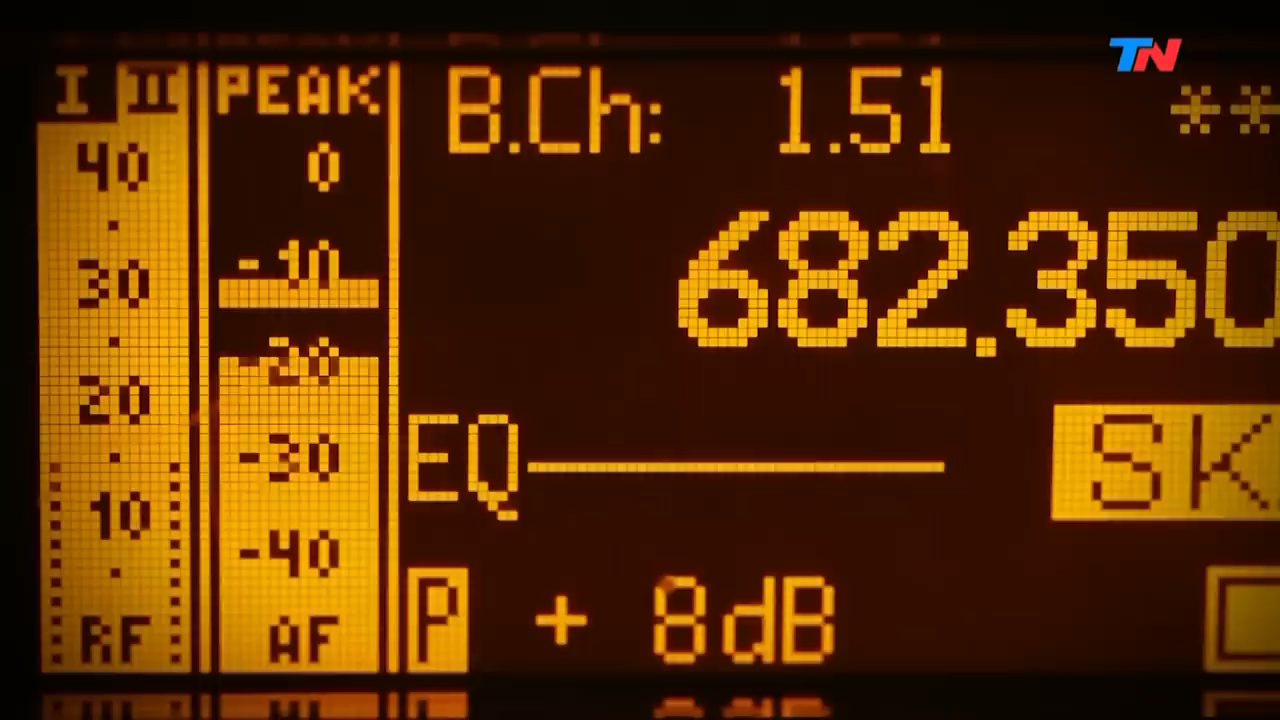 TN
I II PEAK B.Ch: 1.51 **
40 0
682.350
30 -10
20 -20
EQ SK
-30
10 -40
P + 8dB
RF AF